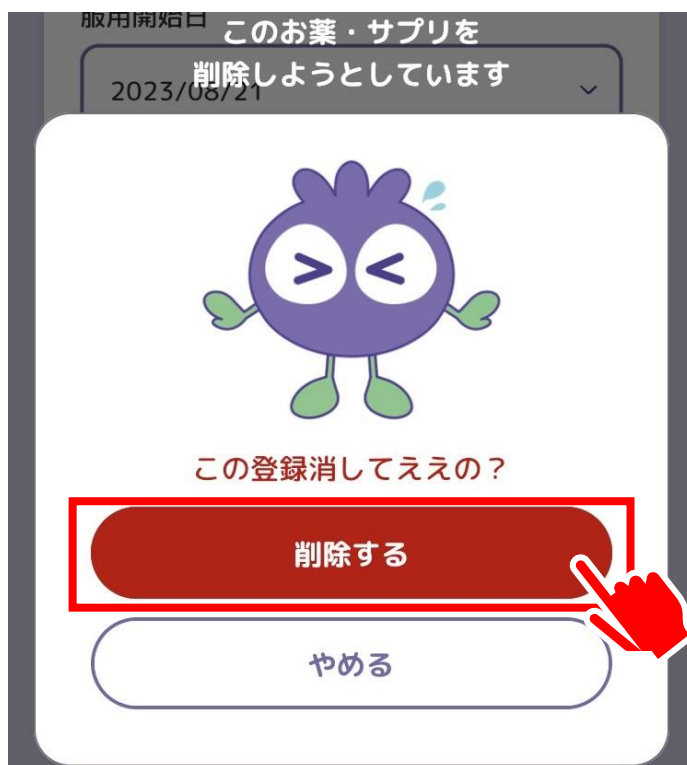 服用開始日
このお薬・サプリを
削除しようとしています
2023/08/21
この登録消してええの？
削除する
やめる